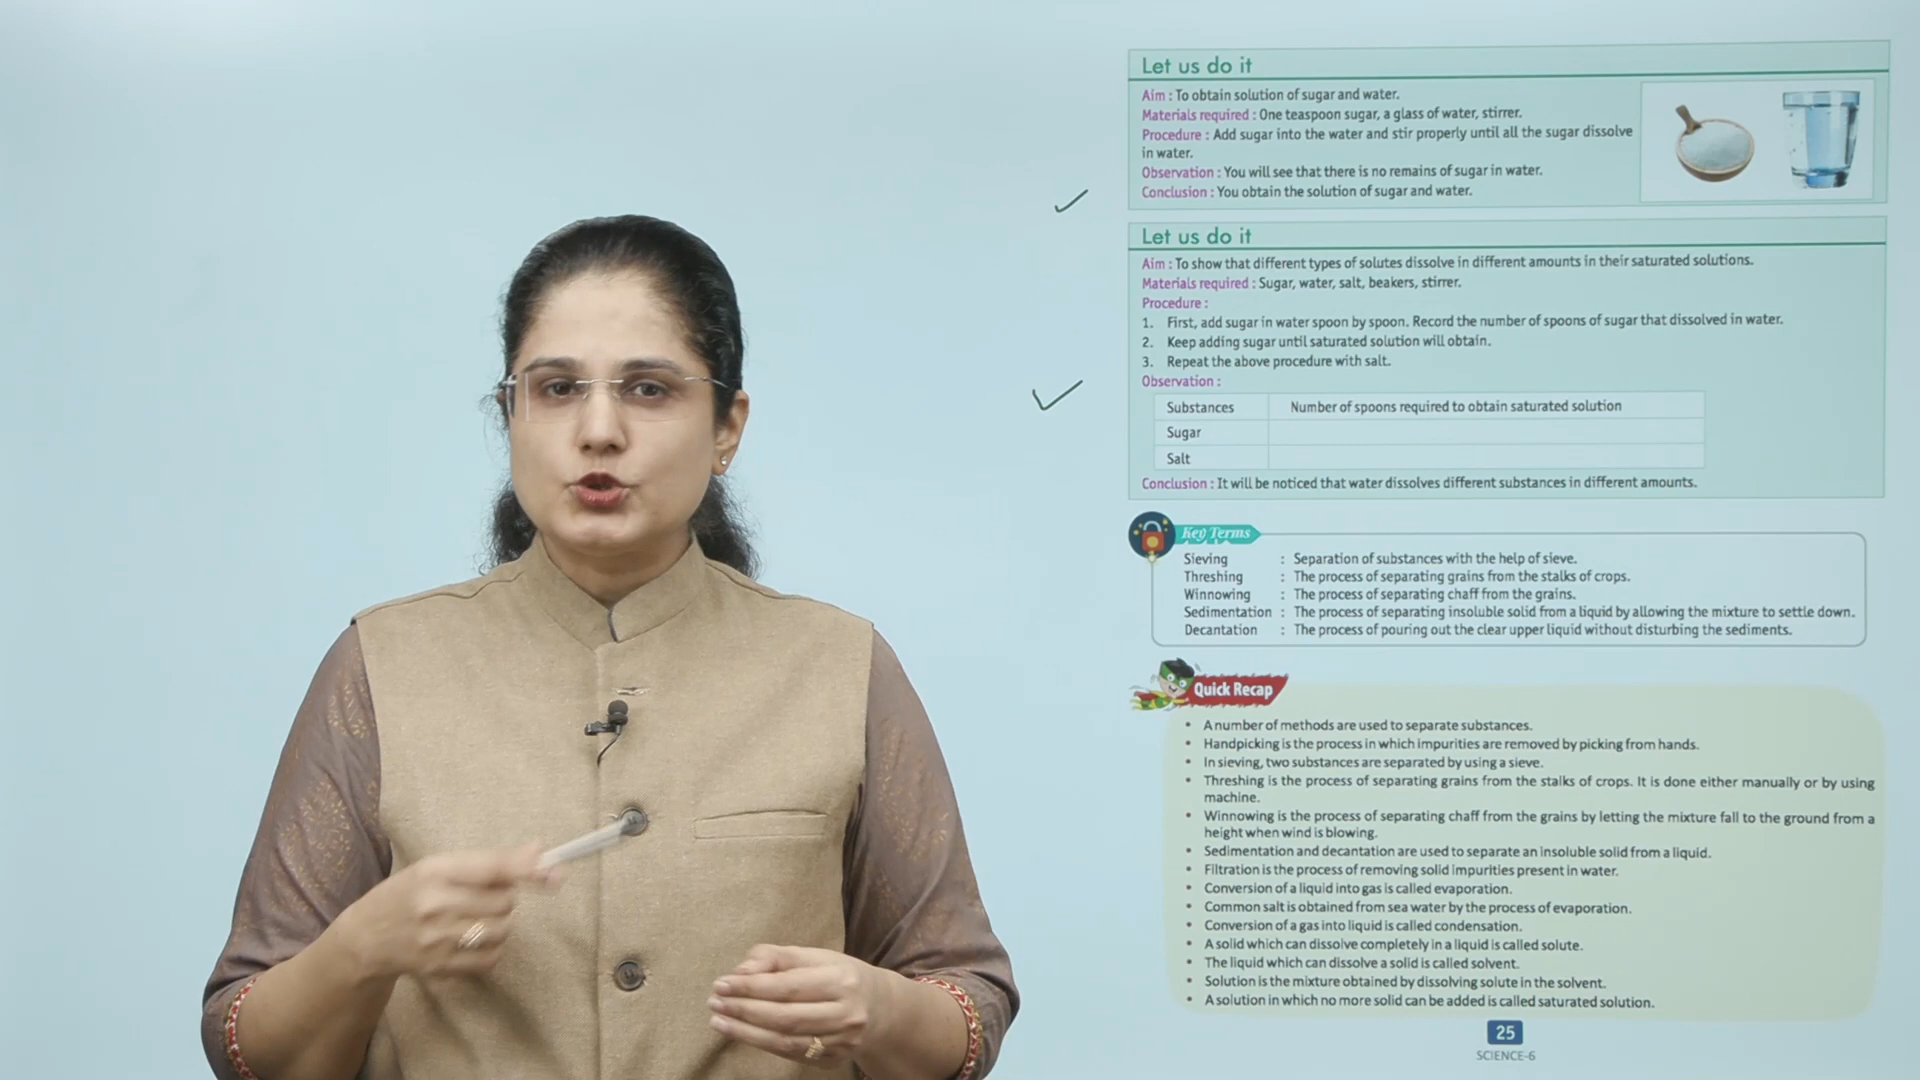 Let us do it
Aim : To obtain solution of sugar and water.
Materials required : One teaspoon sugar, a glass of water, stirrer.
Procedure : Add sugar into the water and stir properly until all the sugar dissolve
in water.
Observation : You will see that there is no remains of sugar in water.
Conclusion : You obtain the solution of sugar and water.
Let us do it
Aim : To show that different types of solutes dissolve in different amounts in their saturated solutions.
Materials required : Sugar, water, salt, beakers, stirrer.
Procedure :
1. First, add sugar in water spoon by spoon. Record the number of spoons of sugar that dissolved in water.
2. Keep adding sugar until saturated solution will obtain.
3. Repeat the above procedure with salt.
Observation :
Substances Number of spoons required to obtain saturated solution
Sugar
Salt
Conclusion : It will be noticed that water dissolves different substances in different amounts.
Key Terms
Sieving : Separation of substances with the help of sieve.
Threshing : The process of separating grains from the stalks of crops.
Winnowing : The process of separating chaff from the grains.
Sedimentation : The process of separating insoluble solid from a liquid by allowing the mixture to settle down.
Decantation : The process of pouring out the clear upper liquid without disturbing the sediments.
Quick Recap
• A number of methods are used to separate substances.
• Handpicking is the process in which impurities are removed by picking from hands.
• In sieving, two substances are separated by using a sieve.
• Threshing is the process of separating grains from the stalks of crops. It is done either manually or by using
machine.
• Winnowing is the process of separating chaff from the grains by letting the mixture fall to the ground from a
height when wind is blowing.
• Sedimentation and decantation are used to separate an insoluble solid from a liquid.
• Filtration is the process of removing solid impurities present in water.
• Conversion of a liquid into gas is called evaporation.
• Common salt is obtained from sea water by the process of evaporation.
• Conversion of a gas into liquid is called condensation.
• A solid which can dissolve completely in a liquid is called solute.
• The liquid which can dissolve a solid is called solvent.
• Solution is the mixture obtained by dissolving solute in the solvent.
• A solution in which no more solid can be added is called saturated solution.
25
SCIENCE-6